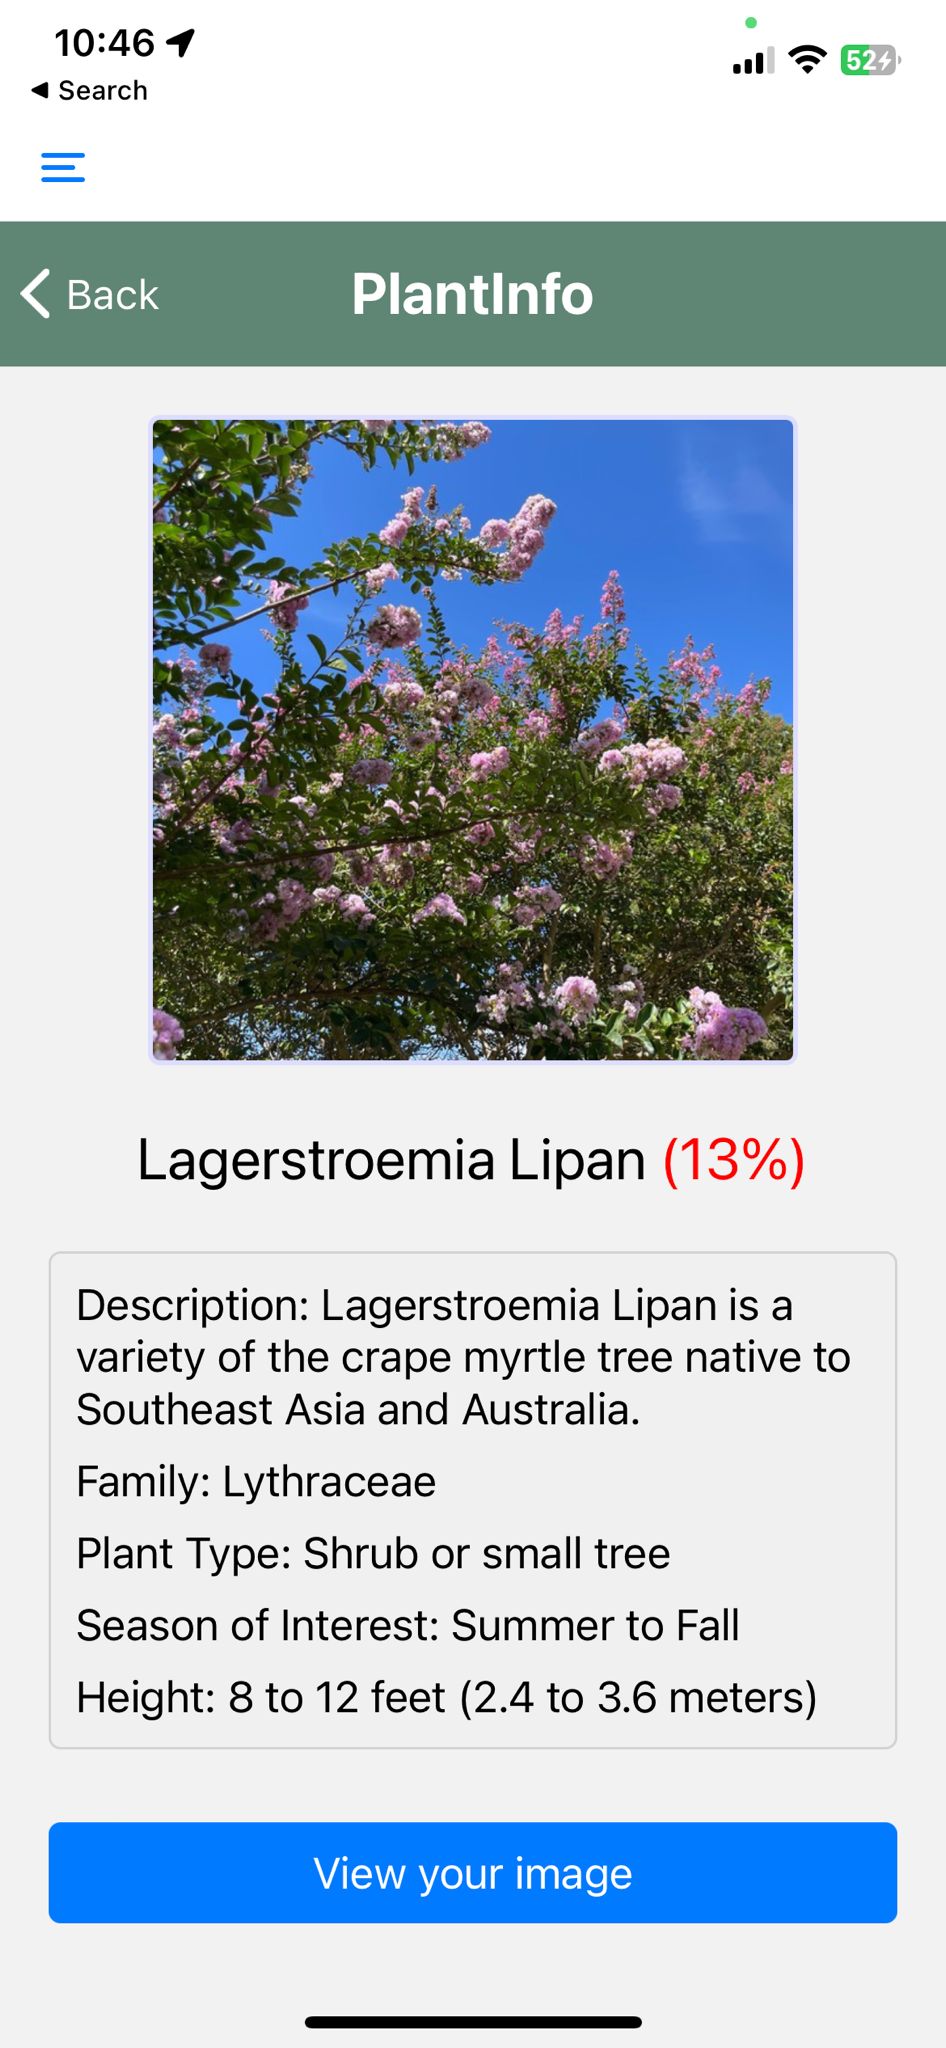 10:46
52
Search
Back
PlantInfo
Lagerstroemia Lipan (13%)
Description: Lagerstroemia Lipan is a
variety of the crape myrtle tree native to
Southeast Asia and Australia.
Family: Lythraceae
Plant Type: Shrub or small tree
Season of Interest: Summer to Fall
Height: 8 to 12 feet (2.4 to 3.6 meters)
View your image